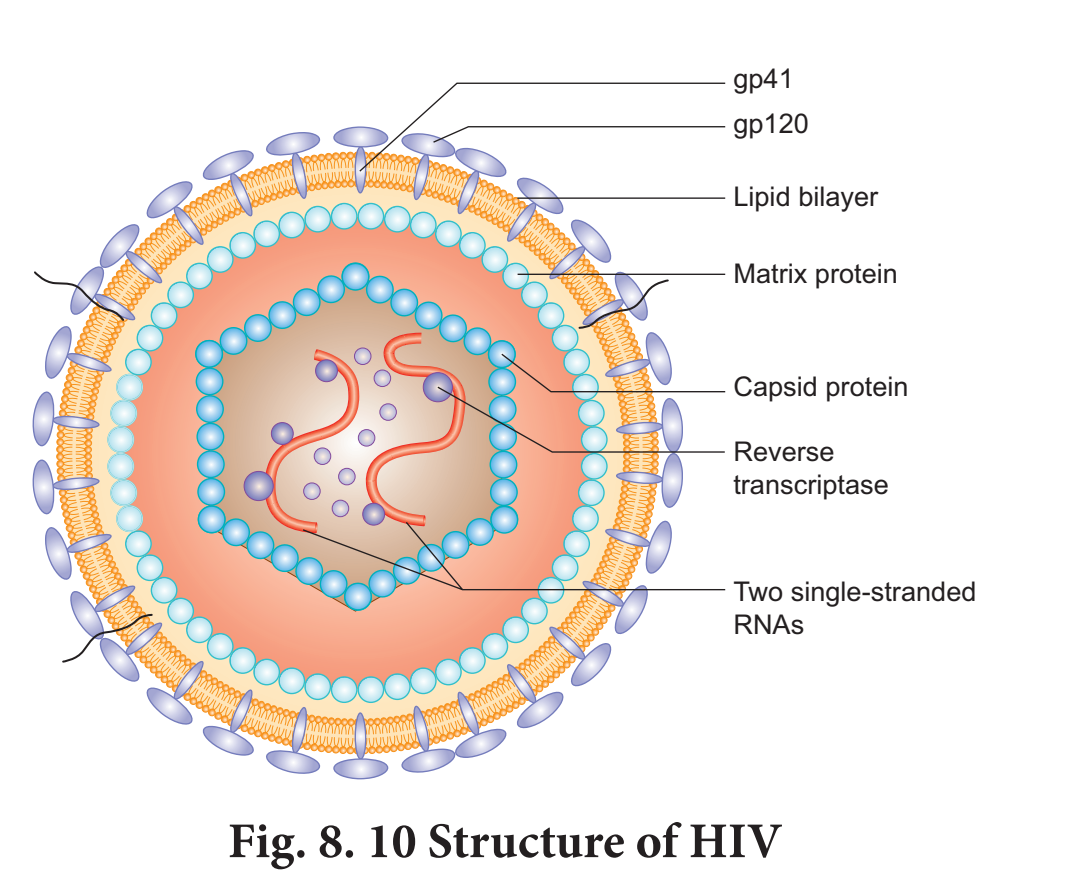 gp41
gp120
Lipid bilayer
Matrix protein
Capsid protein
Reverse
transcriptase
Two single-stranded
RNAs
Fig. 8. 10 Structure of HIV